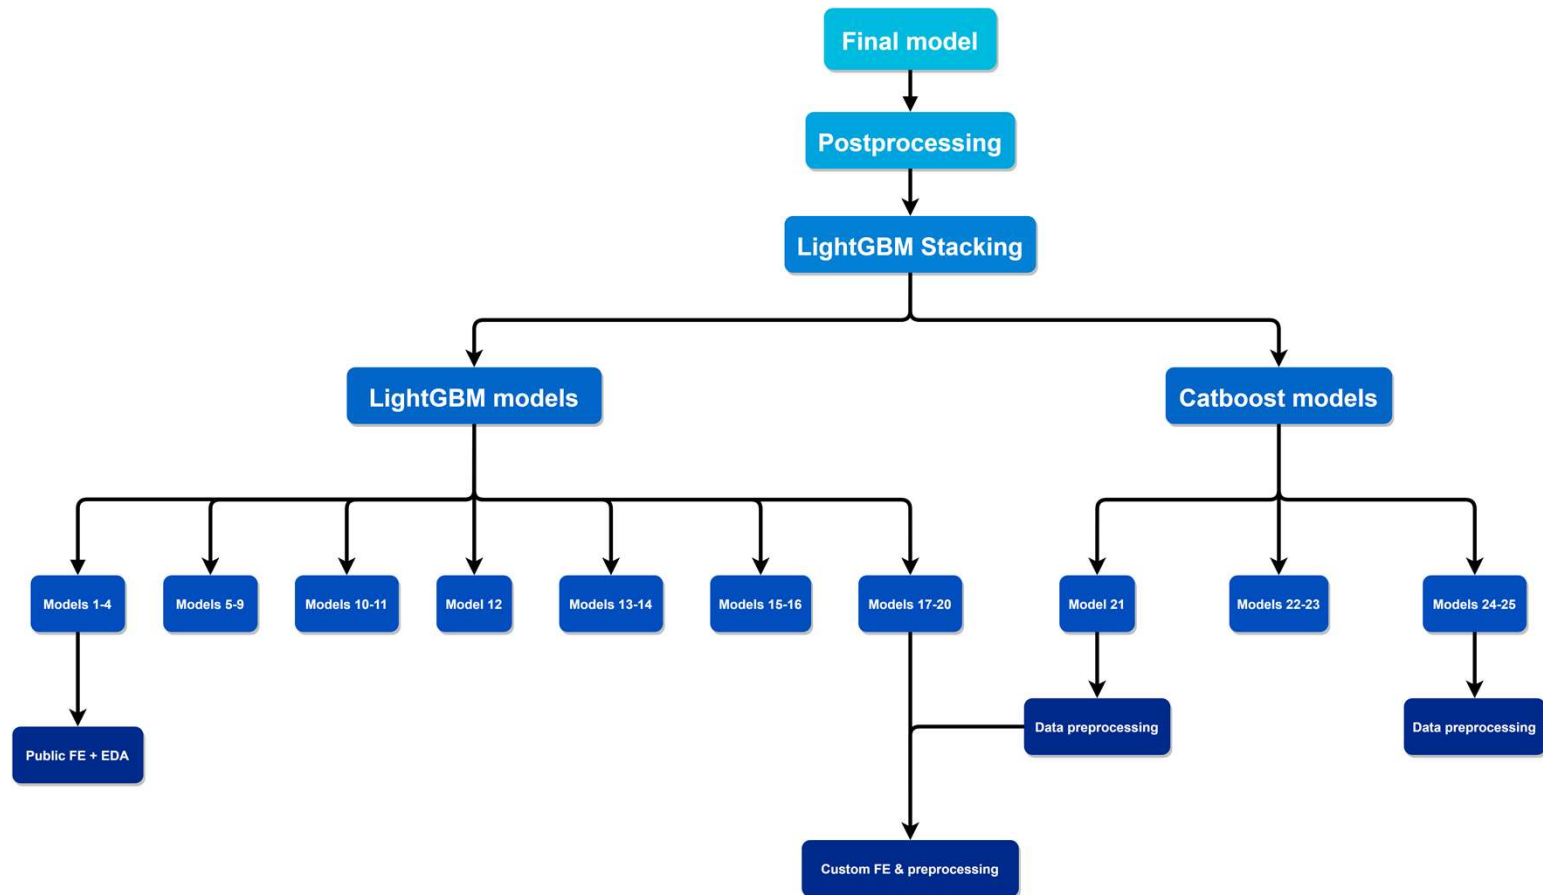 Final model
Postprocessing
LightGBM Stacking
LightGBM models
Catboost models
Models 1-4
Models 5-9
Models 10-11
Model 12
Models 13-14
Models 15-16
Models 17-20
Model 21
Models 22-23
Models 24-25
Public FE + EDA
Data preprocessing
Data preprocessing
Custom FE & preprocessing